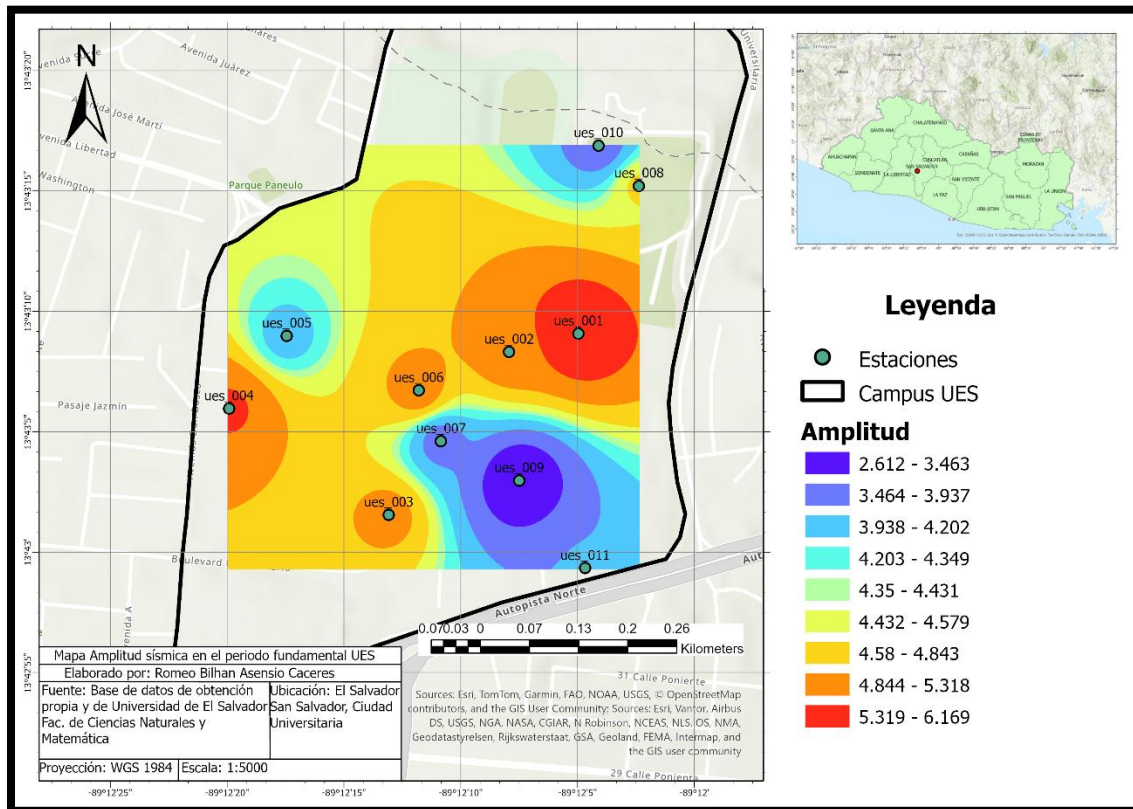 N
13°43'20"
13°43'15"
13°43'10"
13°43'5"
13°43'
13°42'55"
Avenida Juárez
Avenida José Martí
Avenida Libertad
Washington
Parque Paneulo
Universitaria
Pasaje Jazmín
Boulevard
Avenida A
Autopista Norte
31 Calle Poniente
29 Calle Poniente
ues_010
ues_008
ues_001
ues_002
ues_005
ues_006
ues_004
ues_007
ues_009
ues_003
ues_011
0.07 0.03 0 0.07 0.13 0.2 0.26
Kilometers
Sources: Esri, TomTom, Garmin, FAO, NOAA, USGS, © OpenStreetMap
contributors, and the GIS User Community; Sources: Esri, Vantor, Airbus
DS, USGS, NGA, NASA, CGIAR, N Robinson, NCEAS, NLS, OS, NMA,
Geodatastyrelsen, Rijkswaterstaat, GSA, Geoland, FEMA, Intermap, and
the GIS user community
Mapa Amplitud sísmica en el periodo fundamental UES
Elaborado por: Romeo Bilhan Asensio Caceres
Fuente: Base de datos de obtención
propia y de Universidad de El Salvador
Fac. de Ciencias Naturales y
Matemática
Ubicación: El Salvador
San Salvador, Ciudad
Universitaria
Proyección: WGS 1984
Escala: 1:5000
-89°12'25"
-89°12'20"
-89°12'15"
-89°12'10"
-89°12'5"
-89°12'
SANTA ANA
CHALATENANGO
AHUACHAPAN
SONSONATE
LA LIBERTAD
SAN SALVADOR
CUSCATLAN
CABAÑAS
SAN VICENTE
LA PAZ
USULUTAN
SAN MIGUEL
MORAZAN
LA UNION
Leyenda
Estaciones
Campus UES
Amplitud
2.612 - 3.463
3.464 - 3.937
3.938 - 4.202
4.203 - 4.349
4.35 - 4.431
4.432 - 4.579
4.58 - 4.843
4.844 - 5.318
5.319 - 6.169